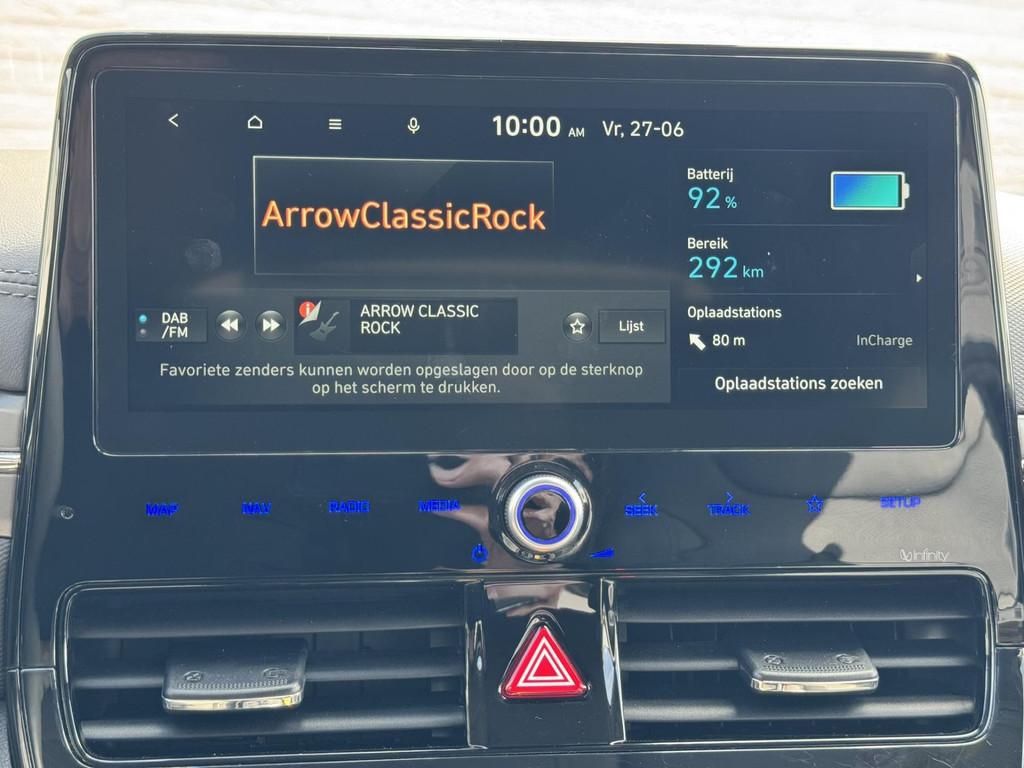 10:00 AM Vr, 27-06
ArrowClassicRock
Batterij
92 %
Bereik
292 km
DAB
/FM
ARROW CLASSIC
ROCK
Lijst
Favoriete zenders kunnen worden opgeslagen door op de sterknop
op het scherm te drukken.
Oplaadstations
80 m InCharge
Oplaadstations zoeken
MAP NAV RADIO MEDIA SEEK TRACK SETUP
infinity